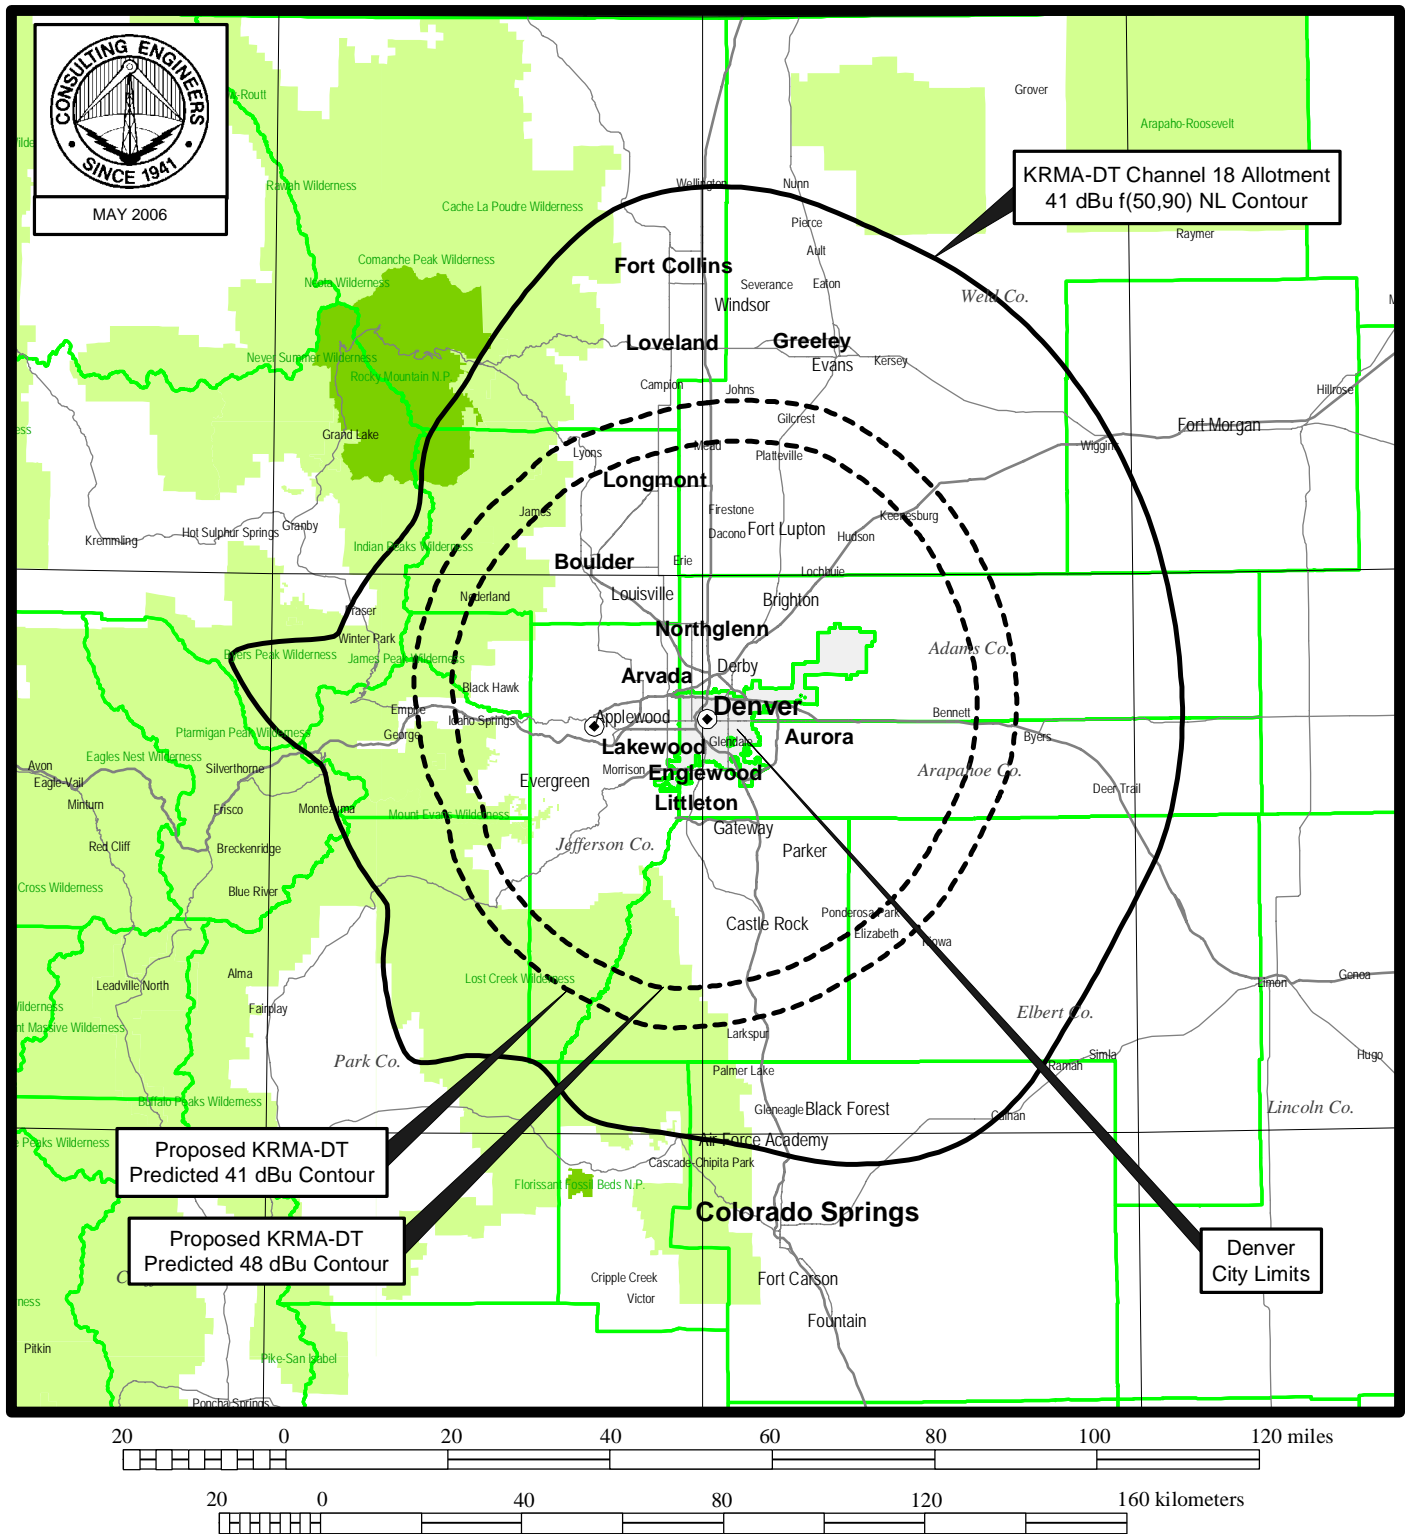 CONSULTING ENGINEERS
SINCE 1941
MAY 2006
-Routt
Grover
Arapaho-Roosevelt
KRMA-DT Channel 18 Allotment
41 dBu f(50,90) NL Contour
Rawah Wilderness
Wellington
Nunn
Cache La Poudre Wilderness
Pierce
Raymer
Ault
Comanche Peak Wilderness
Fort Collins
Neota Wilderness
Severance
Eaton
Weld Co.
Windsor
Loveland
Greeley
Never Summer Wilderness
Evans
Kersey
Rocky Mountain N.P.
Campion
Johns
Hillrose
Gilcrest
Fort Morgan
Grand Lake
Lyons
Mead
Wiggins
Platteville
Longmont
James
Firestone
Keenesburg
Hot Sulphur Springs
Granby
Dacono
Fort Lupton
Hudson
Kremmling
Indian Peaks Wilderness
Boulder
Erie
Lochbuie
Nederland
Louisville
Brighton
Fraser
Northglenn
Winter Park
Adams Co.
Byers Peak Wilderness
James Peak Wilderness
Derby
Arvada
Black Hawk
Denver
Empire
Idaho Springs
Applewood
Bennett
Ptarmigan Peak Wilderness
George
Lakewood
Glendale
Aurora
Byers
Eagles Nest Wilderness
Avon
Silverthorne
Morrison
Englewood
Arapahoe Co.
Eagle-Vail
Evergreen
Deer Trail
Minturn
Frisco
Montezuma
Mount Evans Wilderness
Littleton
Gateway
Red Cliff
Breckenridge
Jefferson Co.
Parker
Cross Wilderness
Blue River
Castle Rock
Ponderosa Park
Elizabeth
Kiowa
Alma
Leadville North
Lost Creek Wilderness
Limon
Genoa
Wilderness
Fairplay
Elbert Co.
nt Massive Wilderness
Larkspur
Park Co.
Simla
Hugo
Palmer Lake
Ramah
Buffalo Peaks Wilderness
Gleneagle
Black Forest
Calhan
Lincoln Co.
e Peaks Wilderness
Air Force Academy
Proposed KRMA-DT
Predicted 41 dBu Contour
Cascade-Chipita Park
Florissant Fossil Beds N.P.
Colorado Springs
Proposed KRMA-DT
Predicted 48 dBu Contour
Denver
City Limits
Cripple Creek
Fort Carson
Victor
Fountain
Pitkin
Pike-San Isabel
Poncha Springs
20 0 20 40 60 80 100 120 miles
20 0 40 80 120 160 kilometers